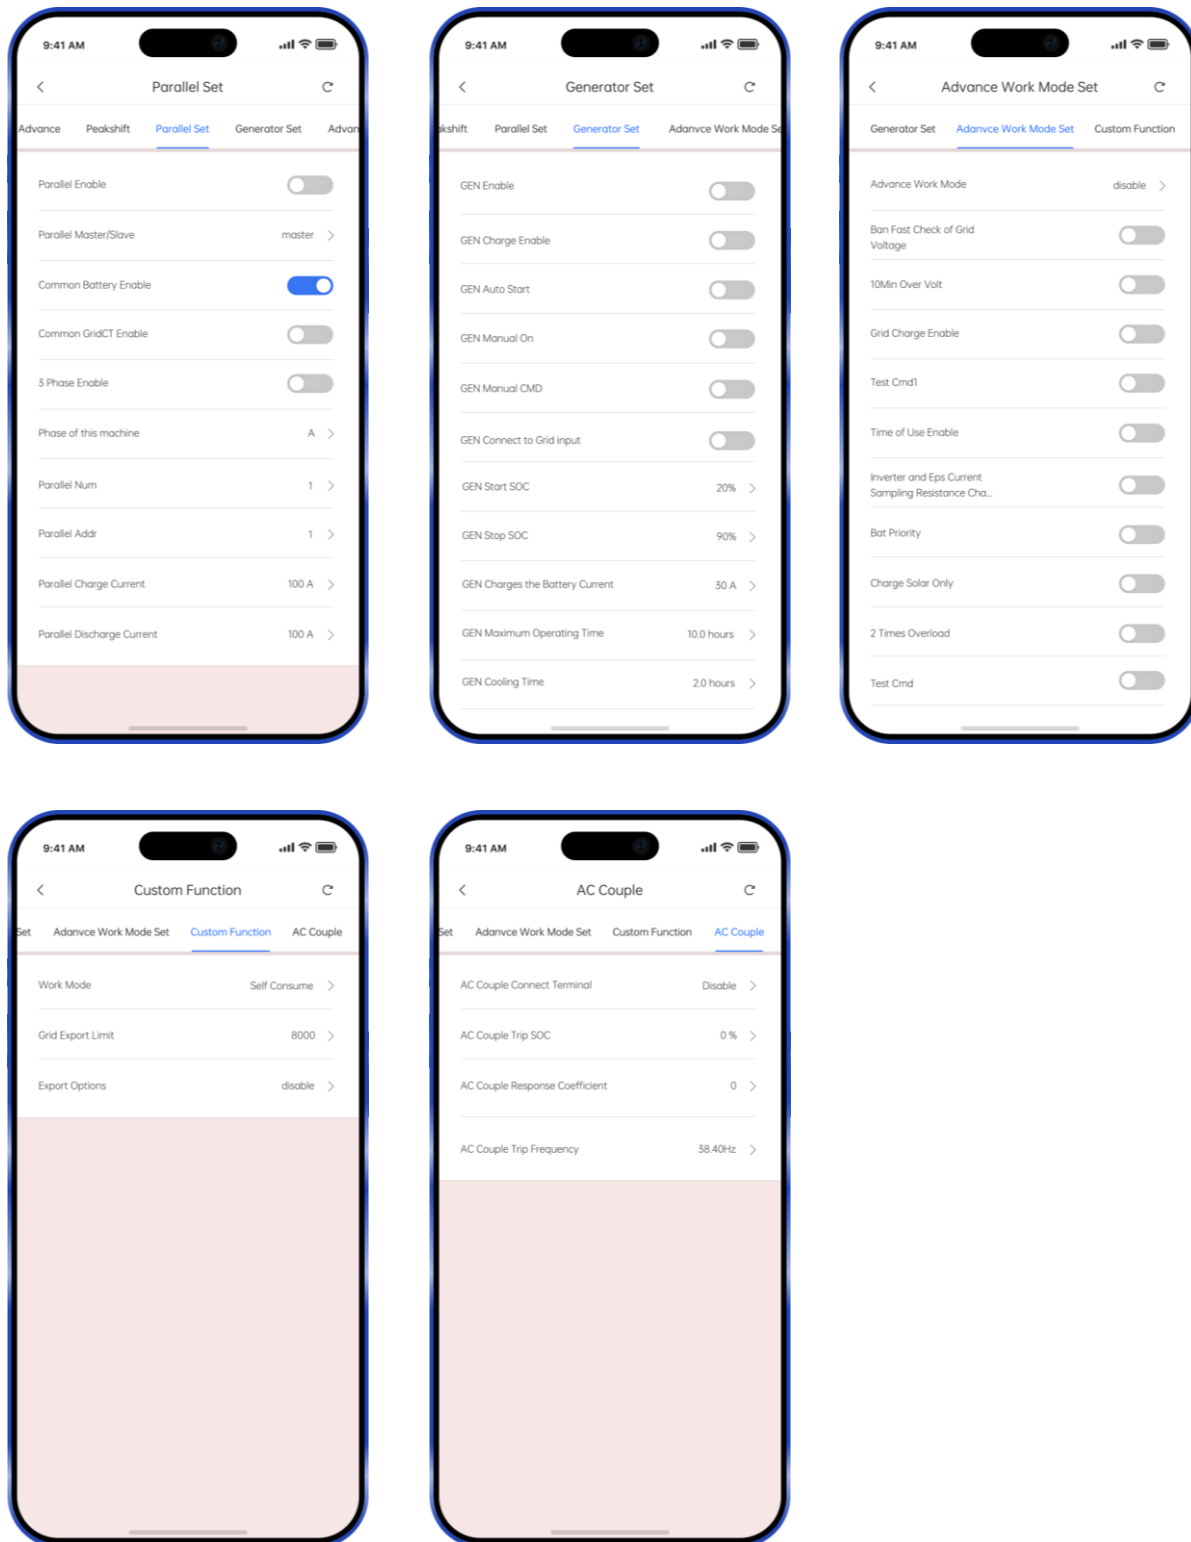 9:41 AM
Parallel Set
Advance Peakshift Parallel Set Generator Set Advan
Parallel Enable
Parallel Master/Slave master
Common Battery Enable
Common GridCT Enable
3 Phase Enable
Phase of this machine A
Parallel Num 1
Parallel Addr 1
Parallel Charge Current 100 A
Parallel Discharge Current 100 A
9:41 AM
Generator Set
akshift Parallel Set Generator Set Adanvce Work Mode Se
GEN Enable
GEN Charge Enable
GEN Auto Start
GEN Manual On
GEN Manual CMD
GEN Connect to Grid input
GEN Start SOC 20%
GEN Stop SOC 90%
GEN Charges the Battery Current 30 A
GEN Maximum Operating Time 10.0 hours
GEN Cooling Time 2.0 hours
9:41 AM
Advance Work Mode Set
Generator Set Adanvce Work Mode Set Custom Function
Advance Work Mode disable
Ban Fast Check of Grid
Voltage
10Min Over Volt
Grid Charge Enable
Test Cmd1
Time of Use Enable
Inverter and Eps Current
Sampling Resistance Cha...
Bat Priority
Charge Solar Only
2 Times Overload
Test Cmd
9:41 AM
Custom Function
Set Adanvce Work Mode Set Custom Function AC Couple
Work Mode Self Consume
Grid Export Limit 8000
Export Options disable
9:41 AM
AC Couple
Set Adanvce Work Mode Set Custom Function AC Couple
AC Couple Connect Terminal Disable
AC Couple Trip SOC 0 %
AC Couple Response Coefficient 0
AC Couple Trip Frequency 38.40Hz